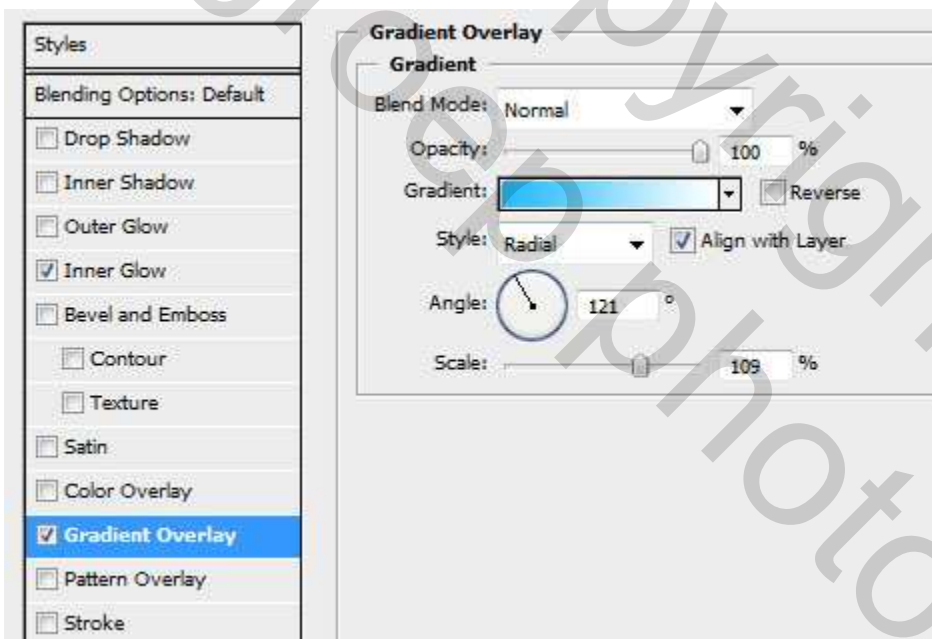 Styles
Blending Options: Default
Drop Shadow
Inner Shadow
Outer Glow
Inner Glow
Bevel and Emboss
Contour
Texture
Satin
Color Overlay
Gradient Overlay
Pattern Overlay
Stroke
Gradient Overlay
Gradient
Blend Mode: Normal
Opacity: 100 %
Gradient: Reverse
Style: Radial Align with Layer
Angle: 121 °
Scale: 109 %